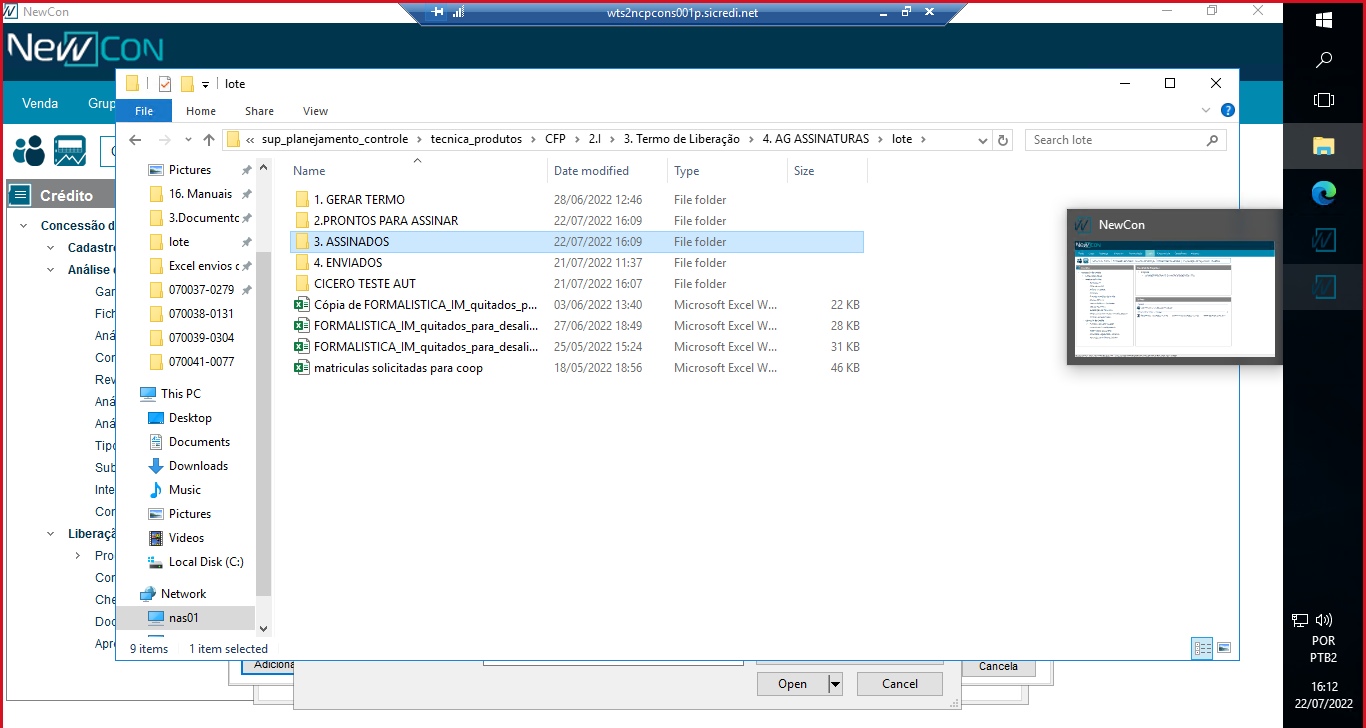 NewCon
wts2ncpcons001p.sicredi.net
NEWCON
Venda
Grup
lote
File
Home
Share
View
« sup_planejamento_controle > tecnica_produtos > CFP > 2.I > 3. Termo de Liberação > 4. AG ASSINATURAS > lote >
Search lote
Crédito
Concessão d
Cadastro
Análise
Gar
Fich
Aná
Con
Rev
Aná
Aná
Tipo
Sub
Inte
Con
Liberaçã
Pro
Con
Che
Doc
Apre
Pictures
16. Manuais
3.Documento
lote
Excel envios
070037-0279
070038-0131
070039-0304
070041-0077
This PC
Desktop
Documents
Downloads
Music
Pictures
Videos
Local Disk (C:)
Network
nas01
Name Date modified Type Size
1. GERAR TERMO 28/06/2022 12:46 File folder
2.PRONTOS PARA ASSINAR 22/07/2022 16:09 File folder
3. ASSINADOS 22/07/2022 16:09 File folder
4. ENVIADOS 21/07/2022 11:37 File folder
CICERO TESTE AUT 21/07/2022 16:07 File folder
Cópia de FORMALISTICA_IM_quitados_p... 03/06/2022 13:40 Microsoft Excel W... 22 KB
FORMALISTICA_IM_quitados_para_desali... 27/06/2022 18:49 Microsoft Excel W... 28 KB
FORMALISTICA_IM_quitados_para_desali... 25/05/2022 15:24 Microsoft Excel W... 31 KB
matriculas solicitadas para coop 18/05/2022 18:56 Microsoft Excel W... 46 KB
9 items 1 item selected
NewCon
Adiciona
Cancela
Open
Cancel
POR
PTB2
16:12
22/07/2022